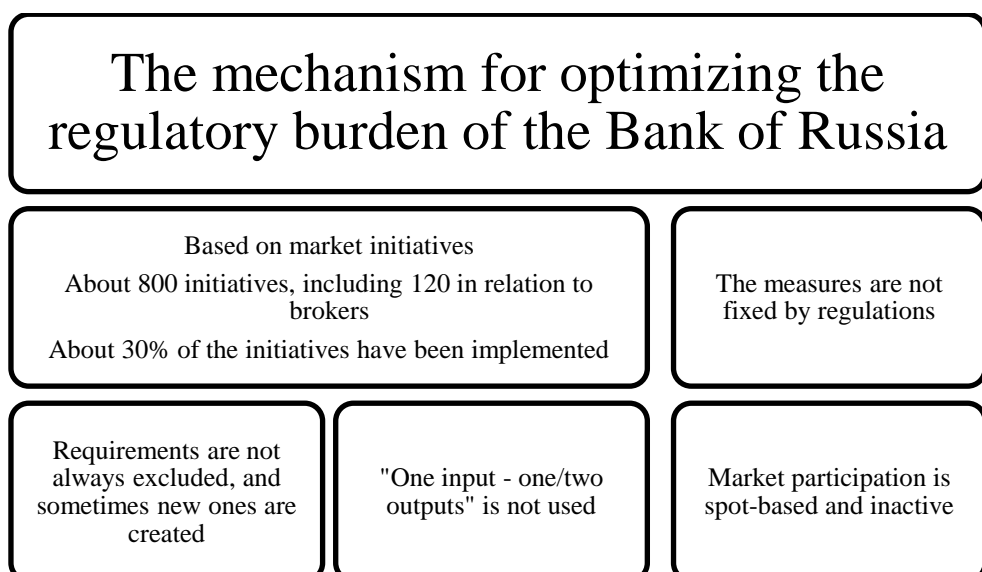 The mechanism for optimizing the
regulatory burden of the Bank of Russia
Based on market initiatives
About 800 initiatives, including 120 in relation to
brokers
About 30% of the initiatives have been implemented
The measures are not
fixed by regulations
Requirements are not
always excluded, and
sometimes new ones are
created
"One input - one/two
outputs" is not used
Market participation is
spot-based and inactive